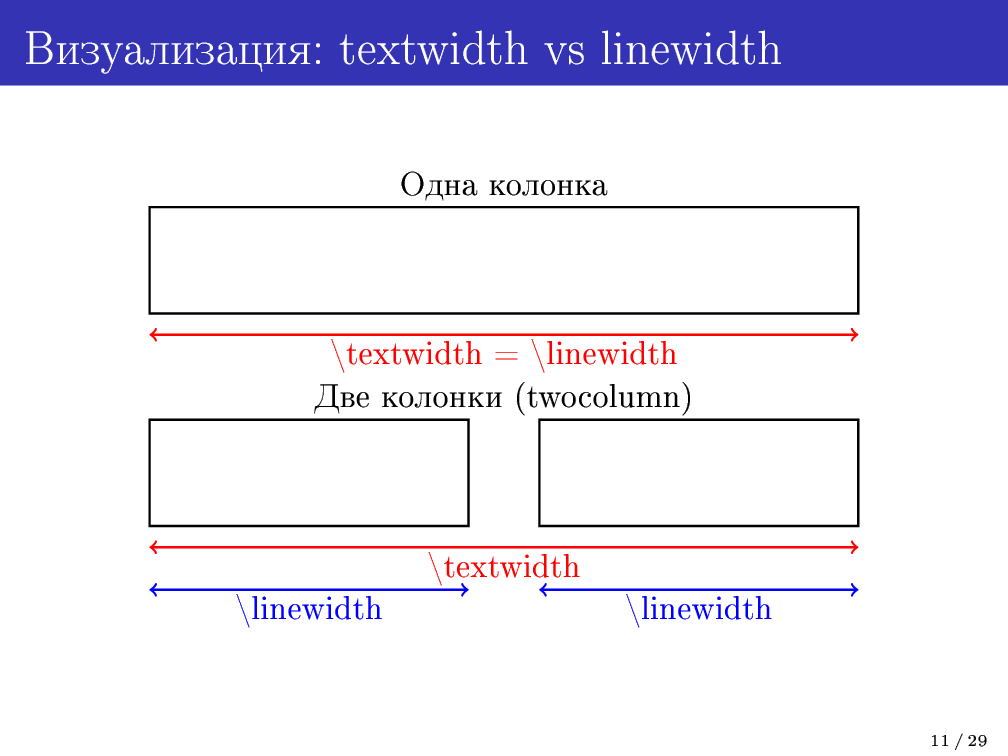 Визуализация: textwidth vs linewidth
Одна колонка
\textwidth = \linewidth
Две колонки (twocolumn)
\textwidth
\linewidth \linewidth
11 / 29